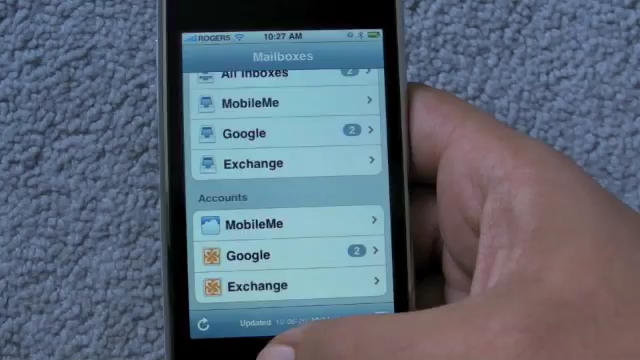 ROGERS 10:27 AM
Mailboxes
All Inboxes 2
MobileMe
Google 2
Exchange
Accounts
MobileMe
Google 2
Exchange
Updated